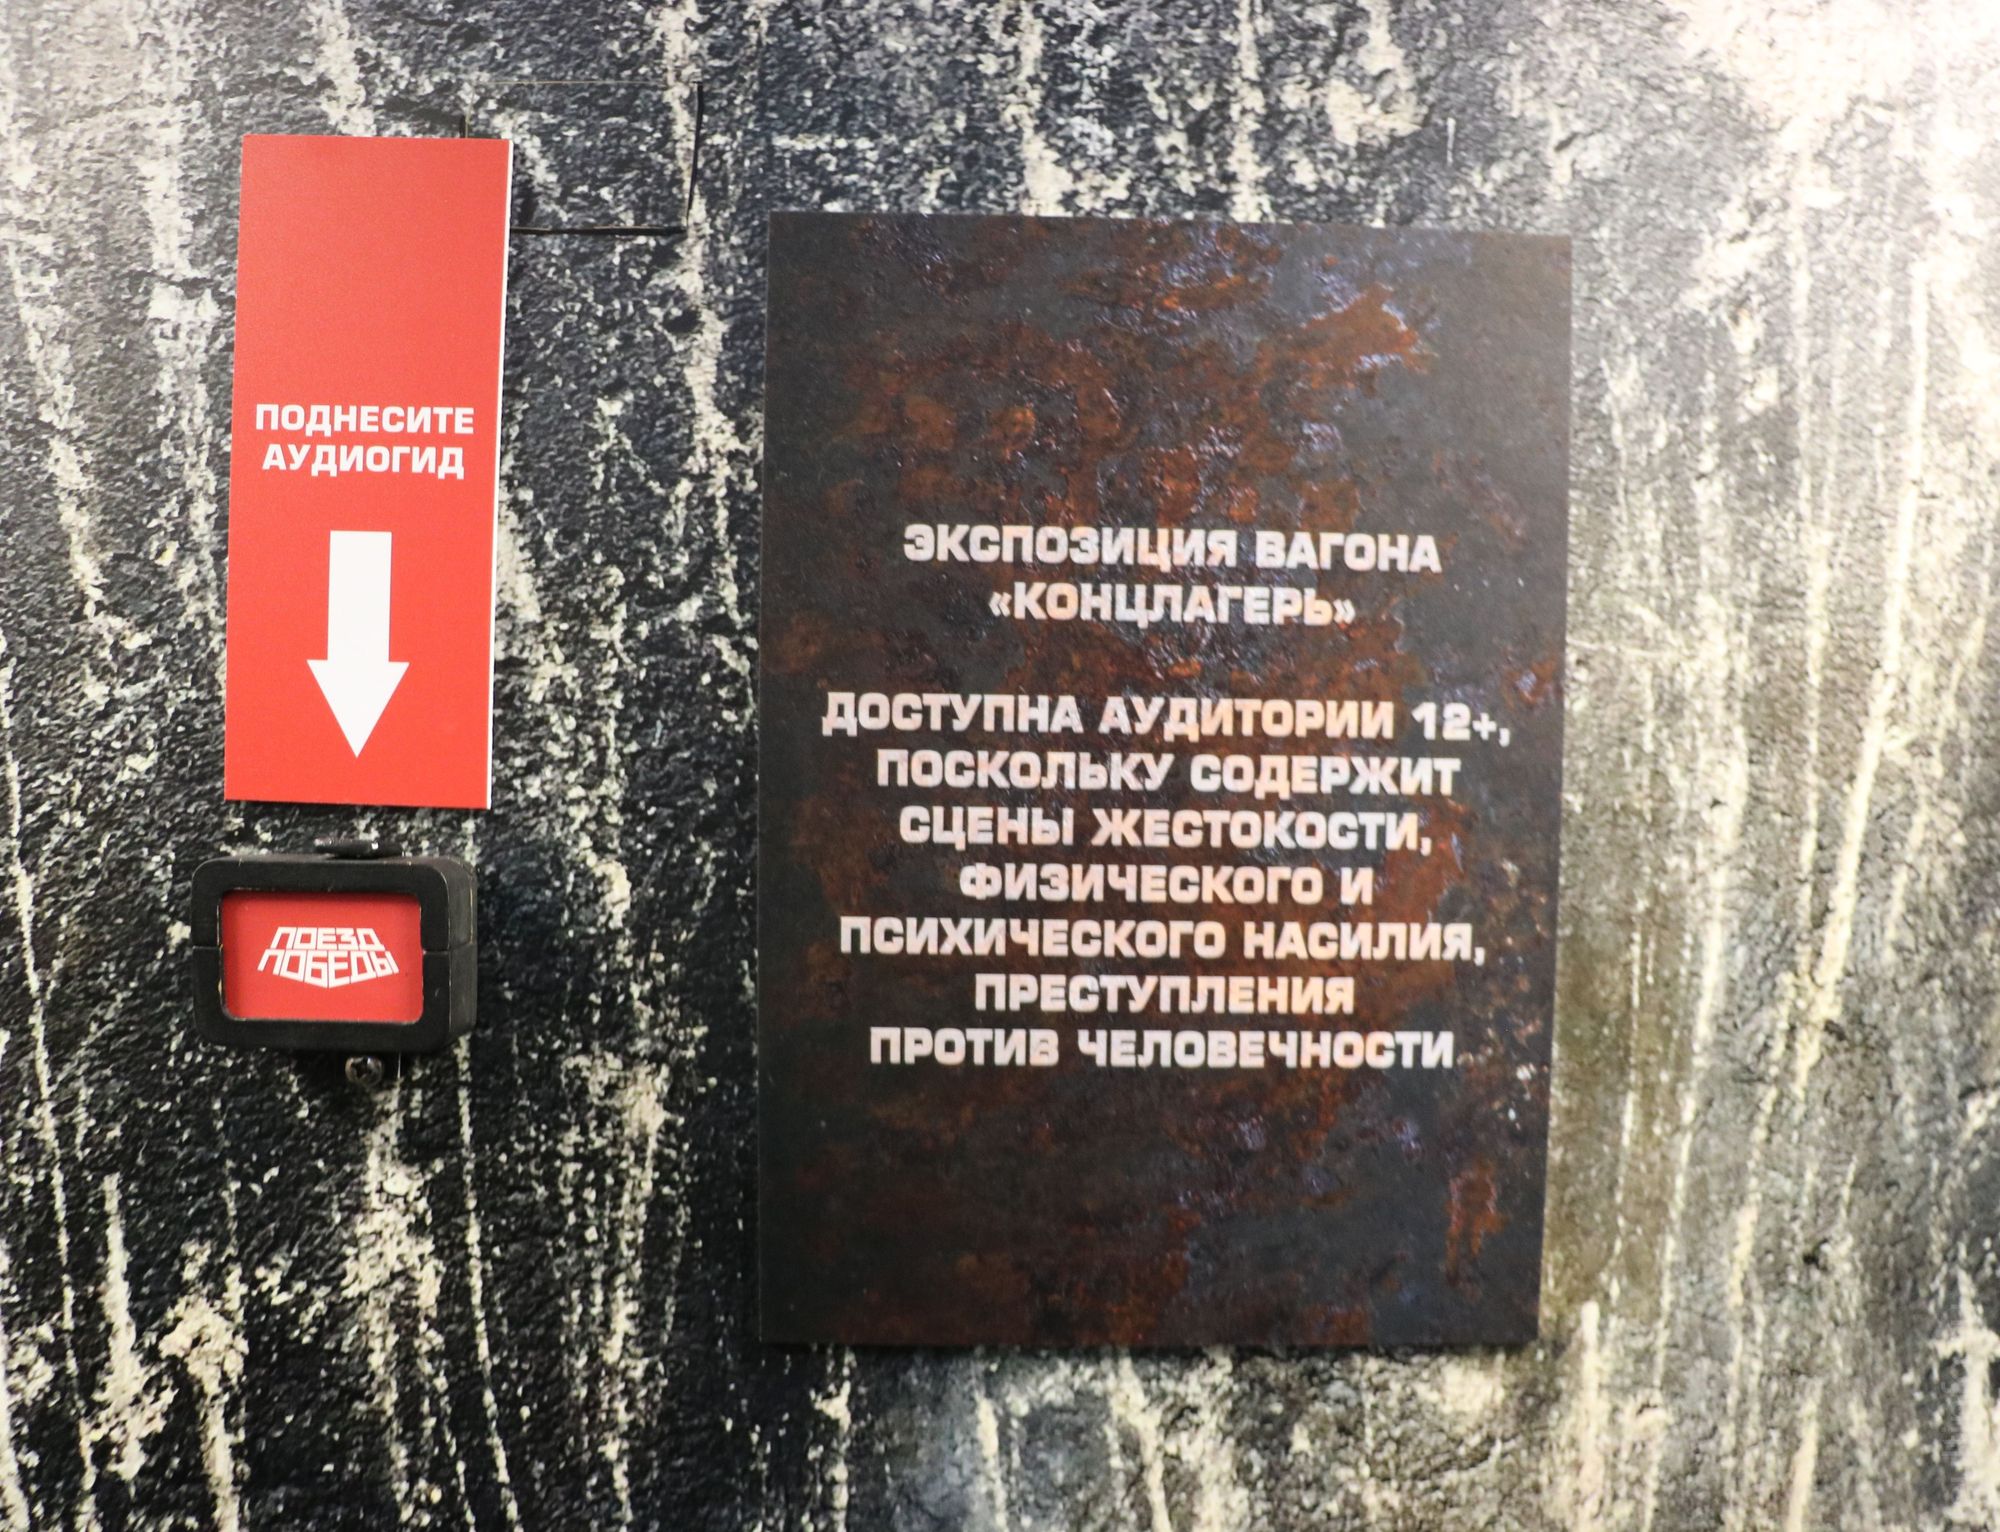 ПОДНЕСИТЕ
АУДИОГИД
ПОЕЗД
ПОБЕДЫ
ЭКСПОЗИЦИЯ ВАГОНА
«КОНЦЛАГЕРЬ»
ДОСТУПНА АУДИТОРИИ 12+,
ПОСКОЛЬКУ СОДЕРЖИТ
СЦЕНЫ ЖЕСТОКОСТИ,
ФИЗИЧЕСКОГО И
ПСИХИЧЕСКОГО НАСИЛИЯ,
ПРЕСТУПЛЕНИЯ
ПРОТИВ ЧЕЛОВЕЧНОСТИ